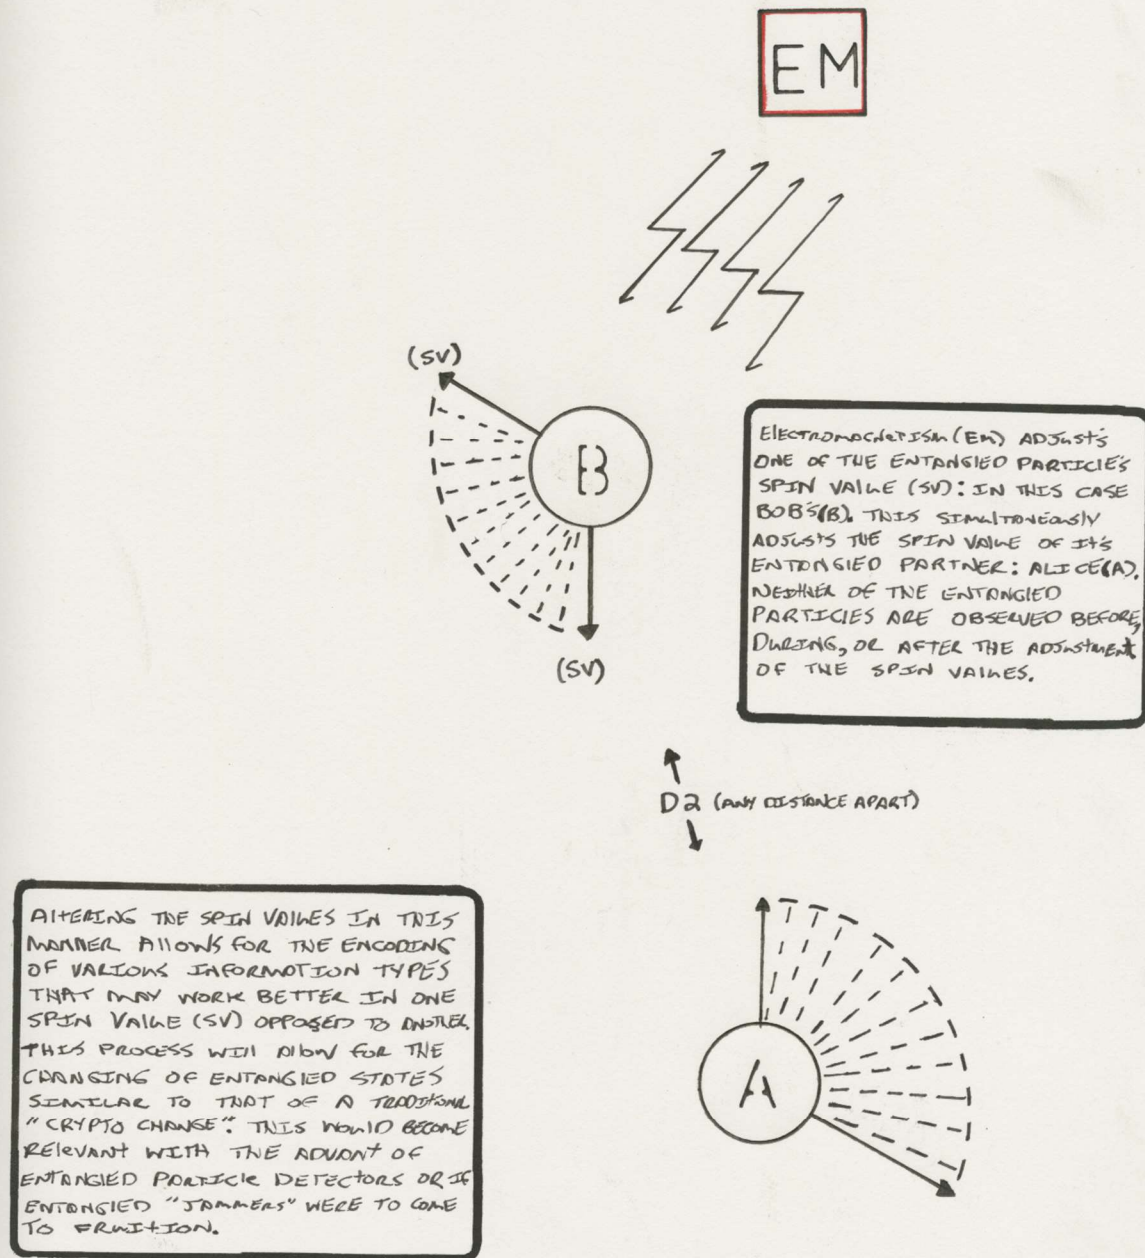 EM
(SV)
B
(SV)
ELECTROMAGNETISM (EM) ADJUST'S
ONE OF THE ENTANGLED PARTICLE'S
SPIN VALUE (SV): IN THIS CASE
BOB'S(B). THIS SIMULTANEOUSLY
ADJUSTS THE SPIN VALUE OF IT'S
ENTANGLED PARTNER: ALICE(A).
NEITHER OF THE ENTANGLED
PARTICLES ARE OBSERVED BEFORE,
DURING, OR AFTER THE ADJUSTMENT
OF THE SPIN VALUES.
D2 (ANY DISTANCE APART)
ALTERING THE SPIN VALUES IN THIS
MANNER ALLOWS FOR THE ENCODING
OF VARIOUS INFORMATION TYPES
THAT MAY WORK BETTER IN ONE
SPIN VALUE (SV) OPPOSED TO ANOTHER.
THIS PROCESS WILL ALLOW FOR THE
CHANGING OF ENTANGLED STATES
SIMILAR TO THAT OF A TRADITIONAL
"CRYPTO CHANGE". THIS WOULD BECOME
RELEVANT WITH THE ADVANT OF
ENTANGLED PARTICLE DETECTORS OR IF
ENTANGLED "JAMMERS" WERE TO COME
TO FRUITION.
A